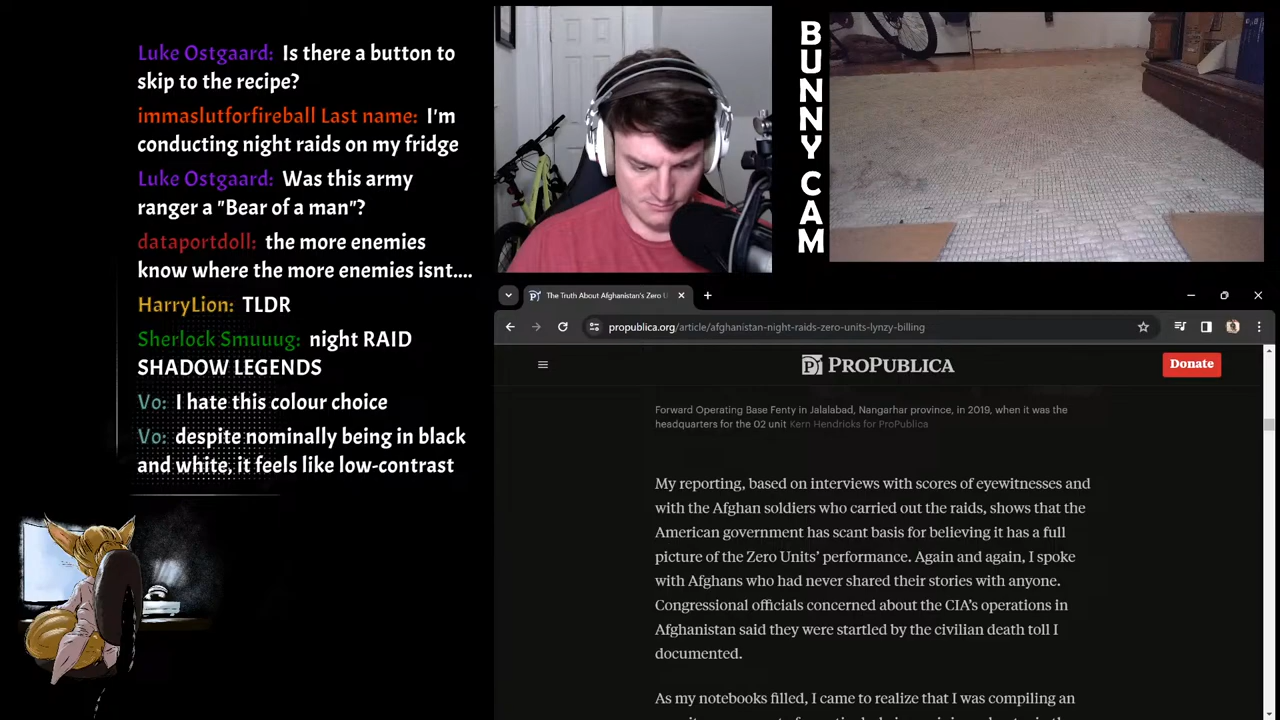 Luke Ostgaard: Is there a button to
skip to the recipe?
immaslutforfireball Last name: I'm
conducting night raids on my fridge
Luke Ostgaard: Was this army
ranger a "Bear of a man"?
dataportdoll: the more enemies
know where the more enemies isnt....
HarryLion: TLDR
Sherlock Smuuug: night RAID
SHADOW LEGENDS
Vo: I hate this colour choice
Vo: despite nominally being in black
and white, it feels like low-contrast
BUNNY CAM
The Truth About Afghanistan's Zero U
propublica.org/article/afghanistan-night-raids-zero-units-lynzy-billing
PROPUBLICA
Donate
Forward Operating Base Fenty in Jalalabad, Nangarhar province, in 2019, when it was the
headquarters for the 02 unit Kern Hendricks for ProPublica
My reporting, based on interviews with scores of eyewitnesses and
with the Afghan soldiers who carried out the raids, shows that the
American government has scant basis for believing it has a full
picture of the Zero Units' performance. Again and again, I spoke
with Afghans who had never shared their stories with anyone.
Congressional officials concerned about the CIA's operations in
Afghanistan said they were startled by the civilian death toll I
documented.
As my notebooks filled, I came to realize that I was compiling an